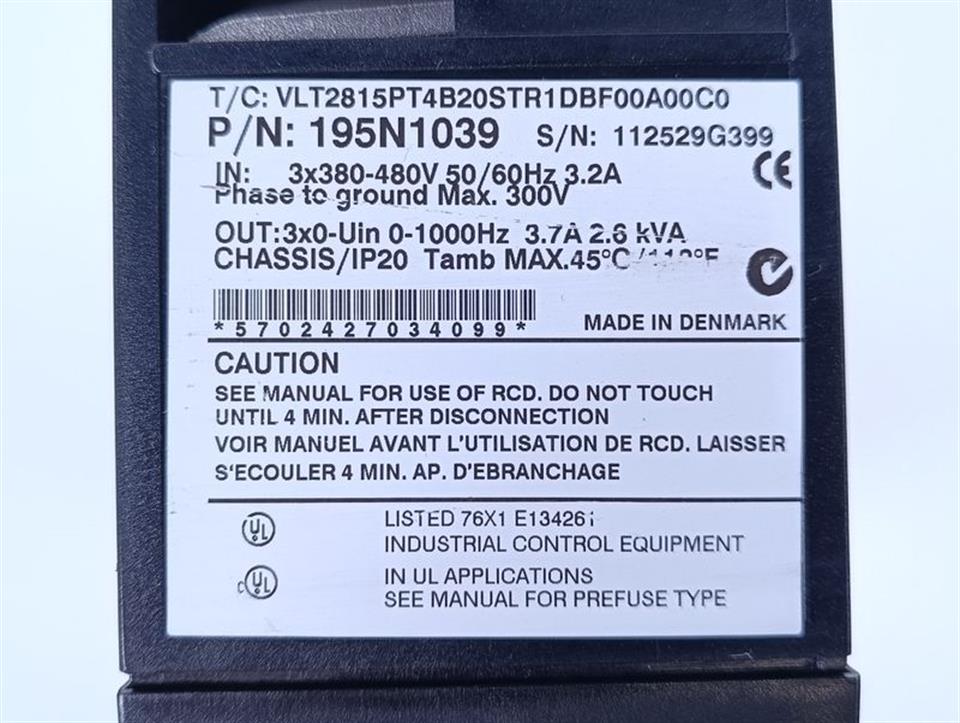 T/C: VLT2815PT4B20STR1DBF00A00C0
P/N: 195N1039 S/N: 112529G399
IN: 3x380-480V 50/60Hz 3.2A
Phase to ground Max. 300V
CE
OUT:3x0-Uin 0-1000Hz 3.7A 2.6 kVA
CHASSIS/IP20 Tamb MAX.45°C
*5702427034099*
MADE IN DENMARK
CAUTION
SEE MANUAL FOR USE OF RCD. DO NOT TOUCH
UNTIL 4 MIN. AFTER DISCONNECTION
VOIR MANUEL AVANT L'UTILISATION DE RCD. LAISSER
S'ECOULER 4 MIN. AP. D'EBRANCHAGE
UL
LISTED 76X1 E134261
INDUSTRIAL CONTROL EQUIPMENT
cUL
IN UL APPLICATIONS
SEE MANUAL FOR PREFUSE TYPE